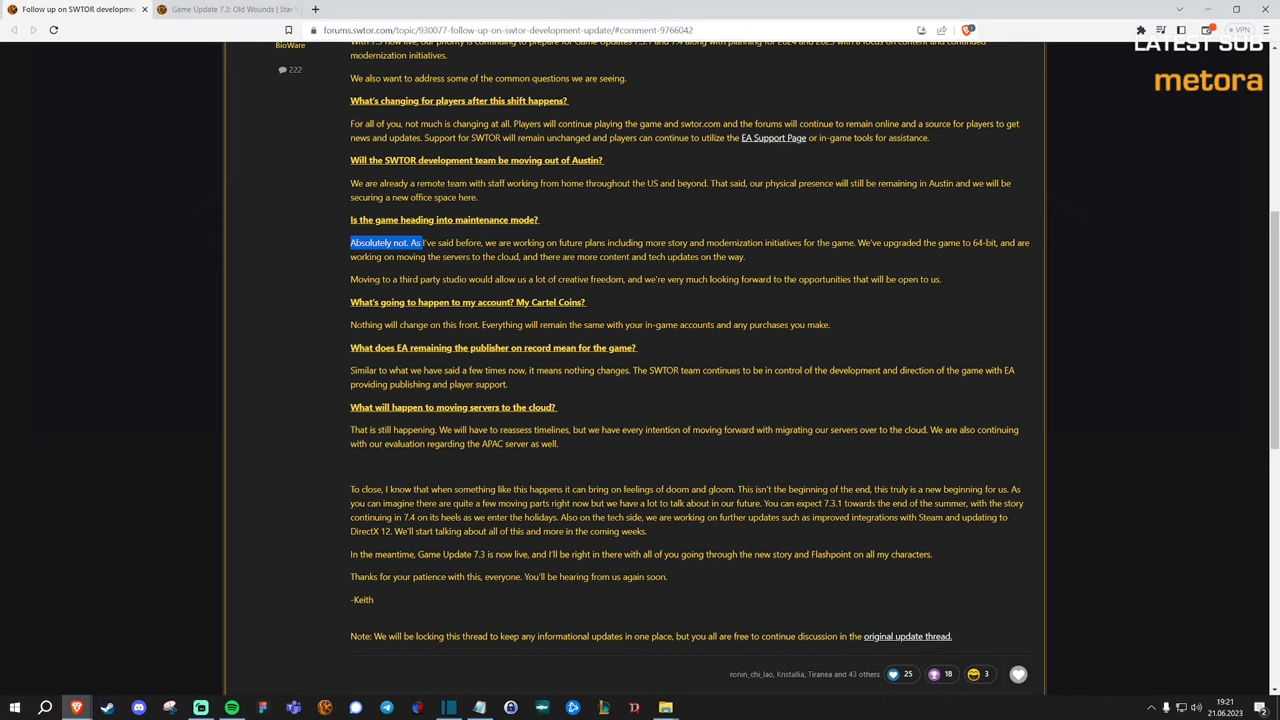 Follow up on SWTOR developmen
Game Update 7.3: Old Wounds | Star
forums.swtor.com/topic/930077-follow-up-on-swtor-development-update/#comment-9766042
VPN
LATEST SUB
metora
BioWare
222
With 7.3 now live, our priority is continuing to prepare for Game Updates 7.3.1 and 7.4 along with planning for 2024 and 2025 with a focus on content and continued
modernization initiatives.
We also want to address some of the common questions we are seeing.
What's changing for players after this shift happens?
For all of you, not much is changing at all. Players will continue playing the game and swtor.com and the forums will continue to remain online and a source for players to get
news and updates. Support for SWTOR will remain unchanged and players can continue to utilize the EA Support Page or in-game tools for assistance.
Will the SWTOR development team be moving out of Austin?
We are already a remote team with staff working from home throughout the US and beyond. That said, our physical presence will still be remaining in Austin and we will be
securing a new office space here.
Is the game heading into maintenance mode?
Absolutely not. As I've said before, we are working on future plans including more story and modernization initiatives for the game. We've upgraded the game to 64-bit, and are
working on moving the servers to the cloud, and there are more content and tech updates on the way.
Moving to a third party studio would allow us a lot of creative freedom, and we're very much looking forward to the opportunities that will be open to us.
What's going to happen to my account? My Cartel Coins?
Nothing will change on this front. Everything will remain the same with your in-game accounts and any purchases you make.
What does EA remaining the publisher on record mean for the game?
Similar to what we have said a few times now, it means nothing changes. The SWTOR team continues to be in control of the development and direction of the game with EA
providing publishing and player support.
What will happen to moving servers to the cloud?
That is still happening. We will have to reassess timelines, but we have every intention of moving forward with migrating our servers over to the cloud. We are also continuing
with our evaluation regarding the APAC server as well.
To close, I know that when something like this happens it can bring on feelings of doom and gloom. This isn't the beginning of the end, this truly is a new beginning for us. As
you can imagine there are quite a few moving parts right now but we have a lot to talk about in our future. You can expect 7.3.1 towards the end of the summer, with the story
continuing in 7.4 on its heels as we enter the holidays. Also on the tech side, we are working on further updates such as improved integrations with Steam and updating to
DirectX 12. We'll start talking about all of this and more in the coming weeks.
In the meantime, Game Update 7.3 is now live, and I'll be right in there with all of you going through the new story and Flashpoint on all my characters.
Thanks for your patience with this, everyone. You'll be hearing from us again soon.
-Keith
Note: We will be locking this thread to keep any informational updates in one place, but you all are free to continue discussion in the original update thread.
ronin_chi_lao, Kristallia, Tiranea and 43 others 25 18 3
19:21
21.06.2023